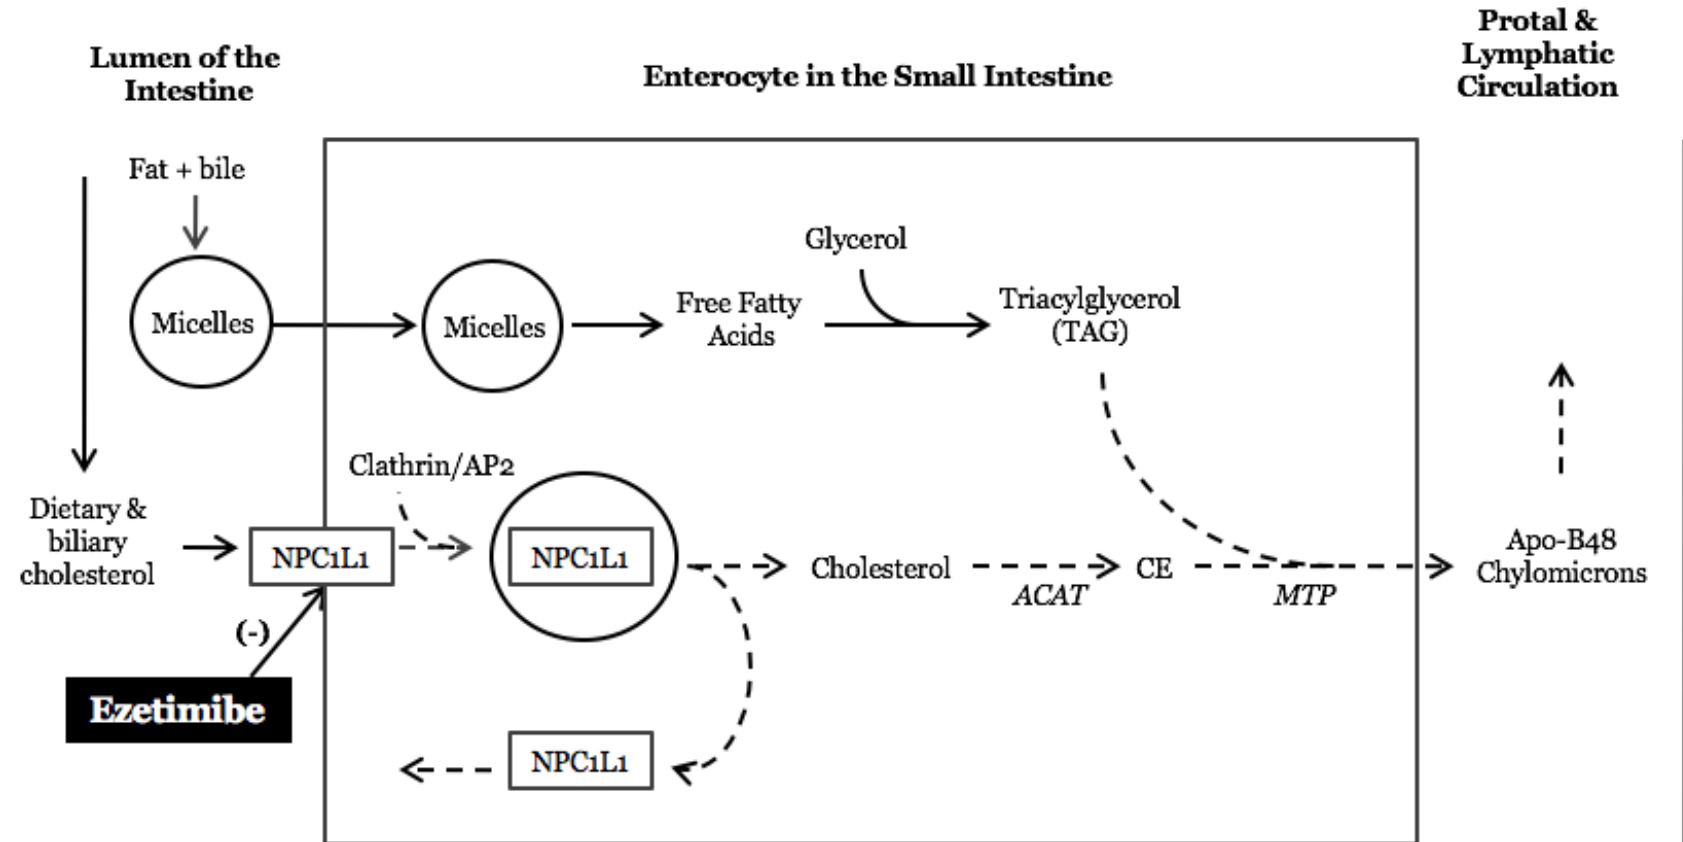 Lumen of the
Intestine
Enterocyte in the Small Intestine
Protal &
Lymphatic
Circulation
Fat + bile
Micelles
Micelles
Free Fatty
Acids
Glycerol
Triacylglycerol
(TAG)
Dietary &
biliary
cholesterol
NPC1L1
Clathrin/AP2
NPC1L1
Cholesterol
ACAT
CE
MTP
Apo-B48
Chylomicrons
(-)
Ezetimibe
NPC1L1